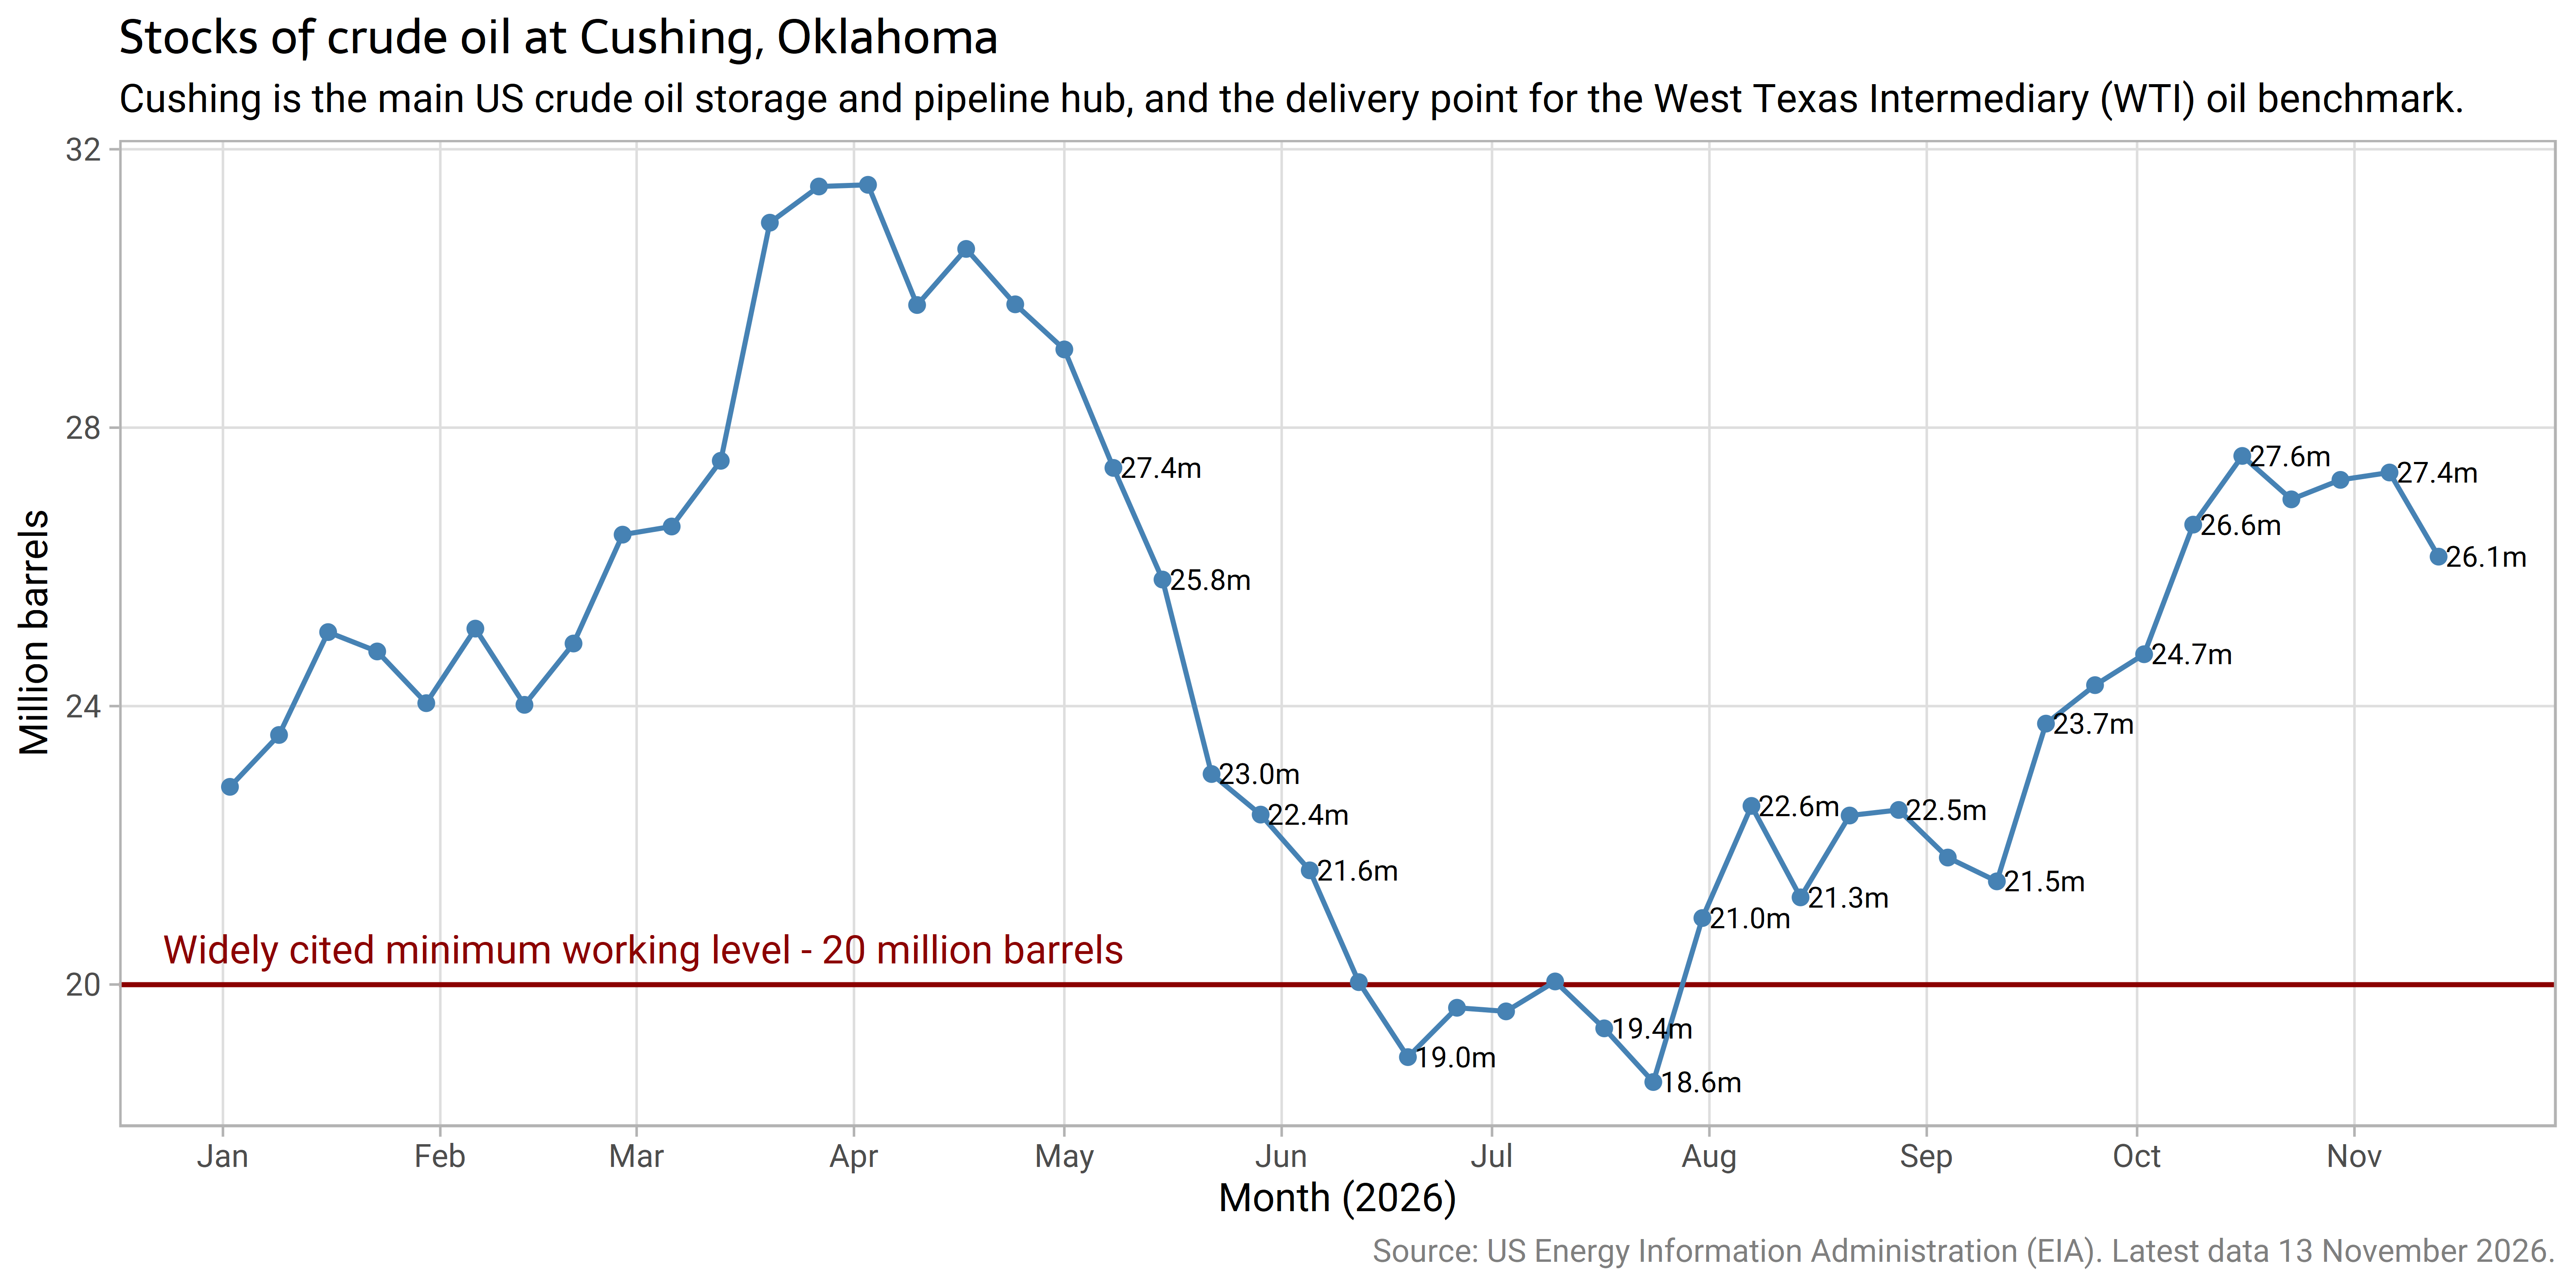 Stocks of crude oil at Cushing, Oklahoma
Cushing is the main US crude oil storage and pipeline hub, and the delivery point for the West Texas Intermediary (WTI) oil benchmark.
Million barrels
32
28
24
20
27.4m
25.8m
23.0m
22.4m
21.6m
19.0m
19.4m
18.6m
21.0m
22.6m
21.3m
22.5m
21.5m
23.7m
24.7m
26.6m
27.6m
27.4m
26.1m
Widely cited minimum working level - 20 million barrels
Jan Feb Mar Apr May Jun Jul Aug Sep Oct Nov
Month (2026)
Source: US Energy Information Administration (EIA). Latest data 13 November 2026.